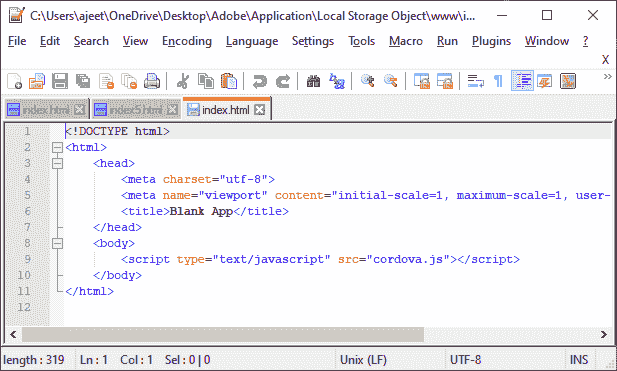 C:\Users\ajeet\OneDrive\Desktop\Adobe\Application\Local Storage Object\www\i...
File Edit Search View Encoding Language Settings Tools Macro Run Plugins Window ?
X
index.html index5.html index.html
1 <!DOCTYPE html>
2 <html>
3 <head>
4 <meta charset="utf-8">
5 <meta name="viewport" content="initial-scale=1, maximum-scale=1, user-
6 <title>Blank App</title>
7 </head>
8 <body>
9 <script type="text/javascript" src="cordova.js"></script>
10 </body>
11 </html>
12
length : 319 Ln : 1 Col : 1 Sel : 0 | 0 Unix (LF) UTF-8 INS